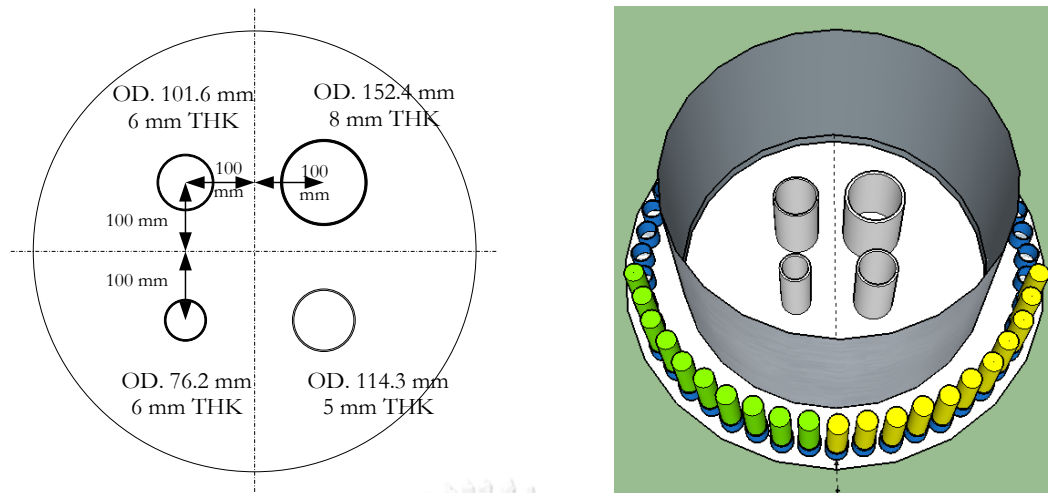 OD. 101.6 mm
6 mm THK
OD. 152.4 mm
8 mm THK
100
mm
100
mm
100 mm
100 mm
OD. 76.2 mm
6 mm THK
OD. 114.3 mm
5 mm THK